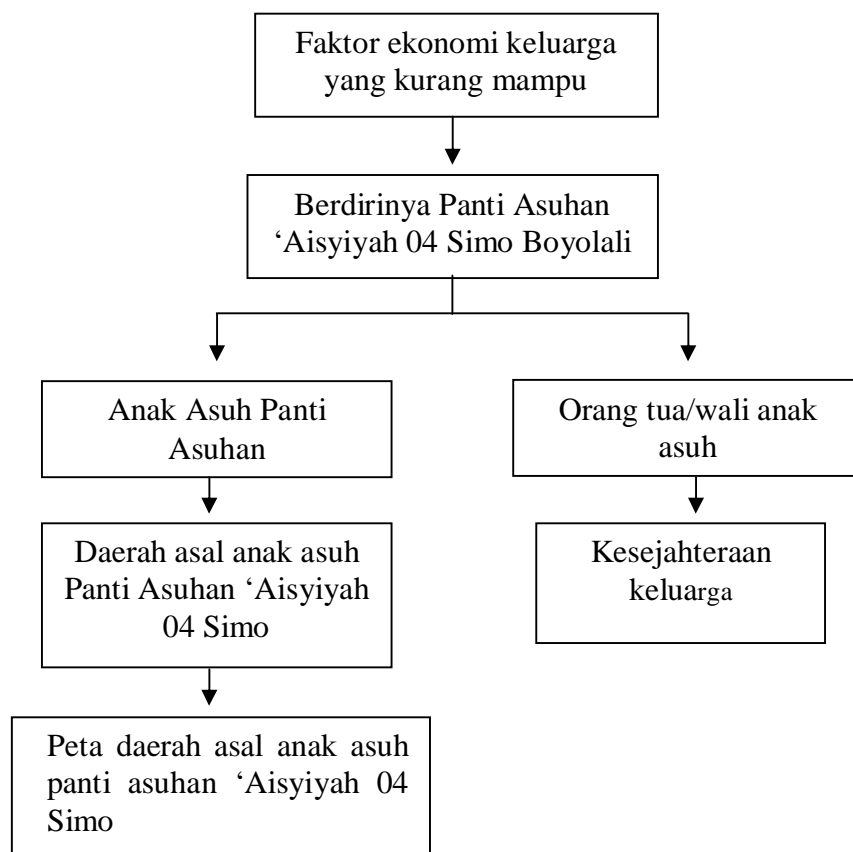 Faktor ekonomi keluarga
yang kurang mampu
Berdirinya Panti Asuhan
‘Aisyiyah 04 Simo Boyolali
Anak Asuh Panti
Asuhan
Orang tua/wali anak
asuh
Daerah asal anak asuh
Panti Asuhan ‘Aisyiyah
04 Simo
Kesejahteraan
keluarga
Peta daerah asal anak asuh
panti asuhan ‘Aisyiyah 04
Simo